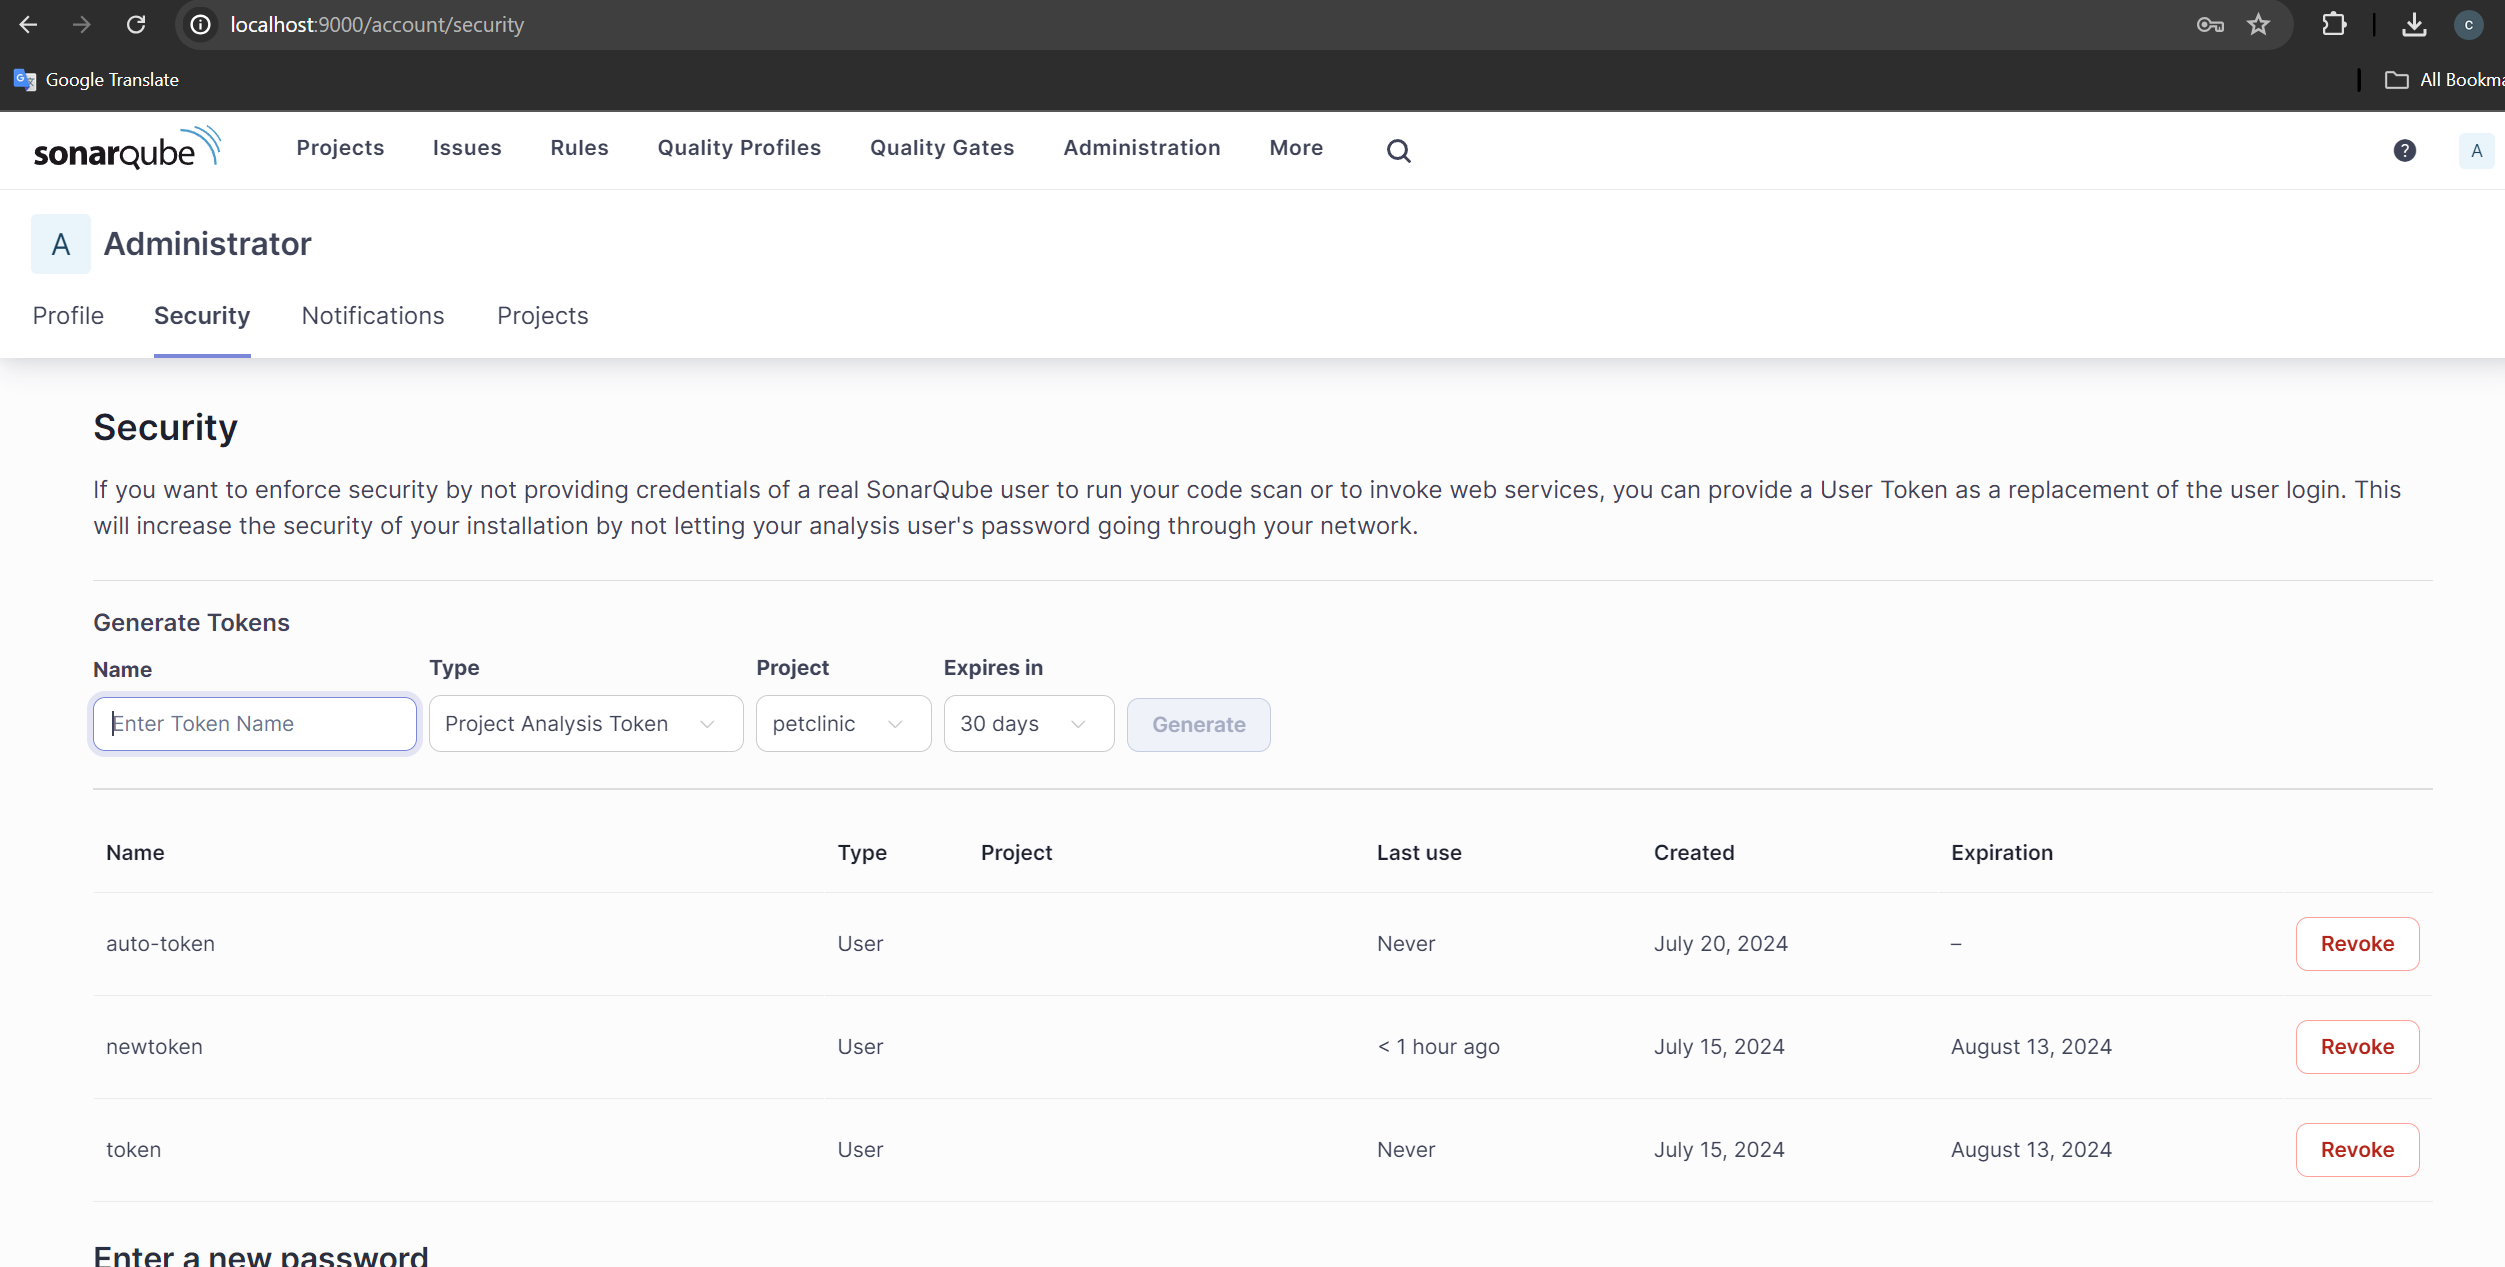 localhost:9000/account/security
Google Translate
All Bookma
sonarqube Projects Issues Rules Quality Profiles Quality Gates Administration More ? A
A Administrator
Profile Security Notifications Projects
Security
If you want to enforce security by not providing credentials of a real SonarQube user to run your code scan or to invoke web services, you can provide a User Token as a replacement of the user login. This
will increase the security of your installation by not letting your analysis user's password going through your network.
Generate Tokens
Name Type Project Expires in
Enter Token Name Project Analysis Token petclinic 30 days Generate
Name Type Project Last use Created Expiration
auto-token User Never July 20, 2024 – Revoke
newtoken User < 1 hour ago July 15, 2024 August 13, 2024 Revoke
token User Never July 15, 2024 August 13, 2024 Revoke
Enter a new password